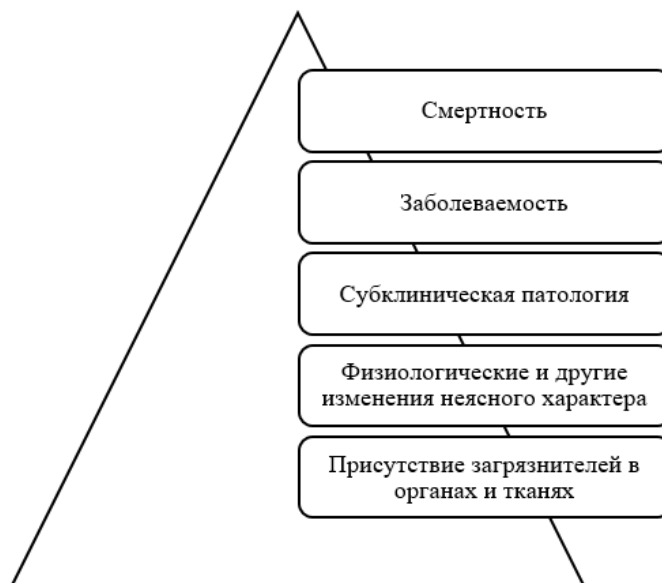 Смертность
Заболеваемость
Субклиническая патология
Физиологические и другие
изменения неясного характера
Присутствие загрязнителей в
органах и тканях